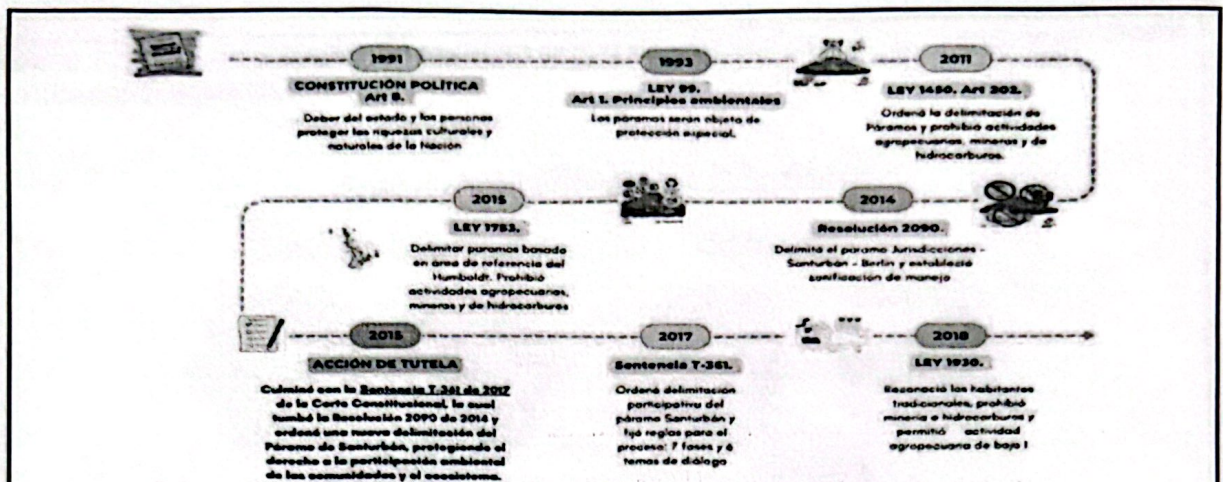 1991
CONSTITUCIÓN POLÍTICA
Art 8.
Deber del estado y las personas
proteger las riquezas culturales y
naturales de la Nación
1993
LEY 99.
Art 1. Principios ambientales
Los páramos serán objeto de
protección especial.
2011
LEY 1450. Art 202.
Ordenó la delimitación de
Páramos y prohibió actividades
agropecuarias, mineras y de
hidrocarburos.
2014
Resolución 2090.
Delimita el páramo Jurisdicciones -
Santurbán - Berlín y establece
zonificación de manejo
2015
LEY 1753.
Delimitar paramos basada
en área de referencia del
Humboldt. Prohibió
actividades agropecuarias,
mineras y de hidrocarburos
2015
ACCIÓN DE TUTELA
Culminó con la Sentencia T-361 de 2017
de la Corte Constitucional, la cual
tumbó la Resolución 2090 de 2014 y
ordenó una nueva delimitación del
Páramo de Santurbán, protegiendo el
derecho a la participación ambiental
de las comunidades y el ecosistema.
2017
Sentencia T-361.
Ordenó delimitación
participativa del
páramo Santurbán y
fijo reglas para el
proceso: 7 fases y 6
temas de diálogo
2018
LEY 1930.
Reconoció los habitantes
tradicionales, prohibió
minería e hidrocarburos y
permitió actividad
agropecuaria de bajo I